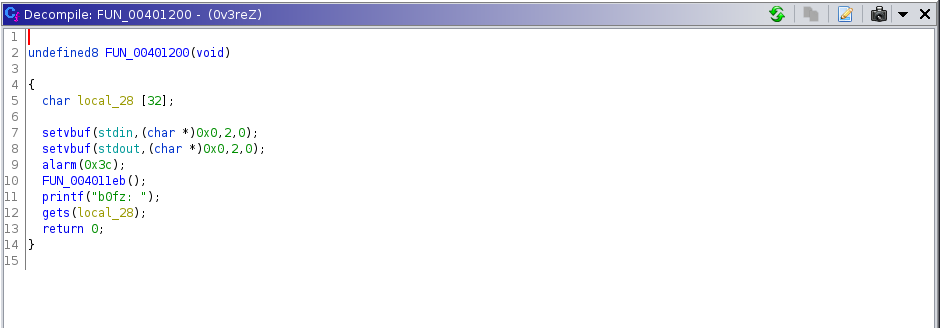 Decompile: FUN_00401200 - (0v3reZ)
1
2 undefined8 FUN_00401200(void)
3
4 {
5 char local_28 [32];
6
7 setvbuf(stdin,(char *)0x0,2,0);
8 setvbuf(stdout,(char *)0x0,2,0);
9 alarm(0x3c);
10 FUN_004011eb();
11 printf("b0fz: ");
12 gets(local_28);
13 return 0;
14 }
15